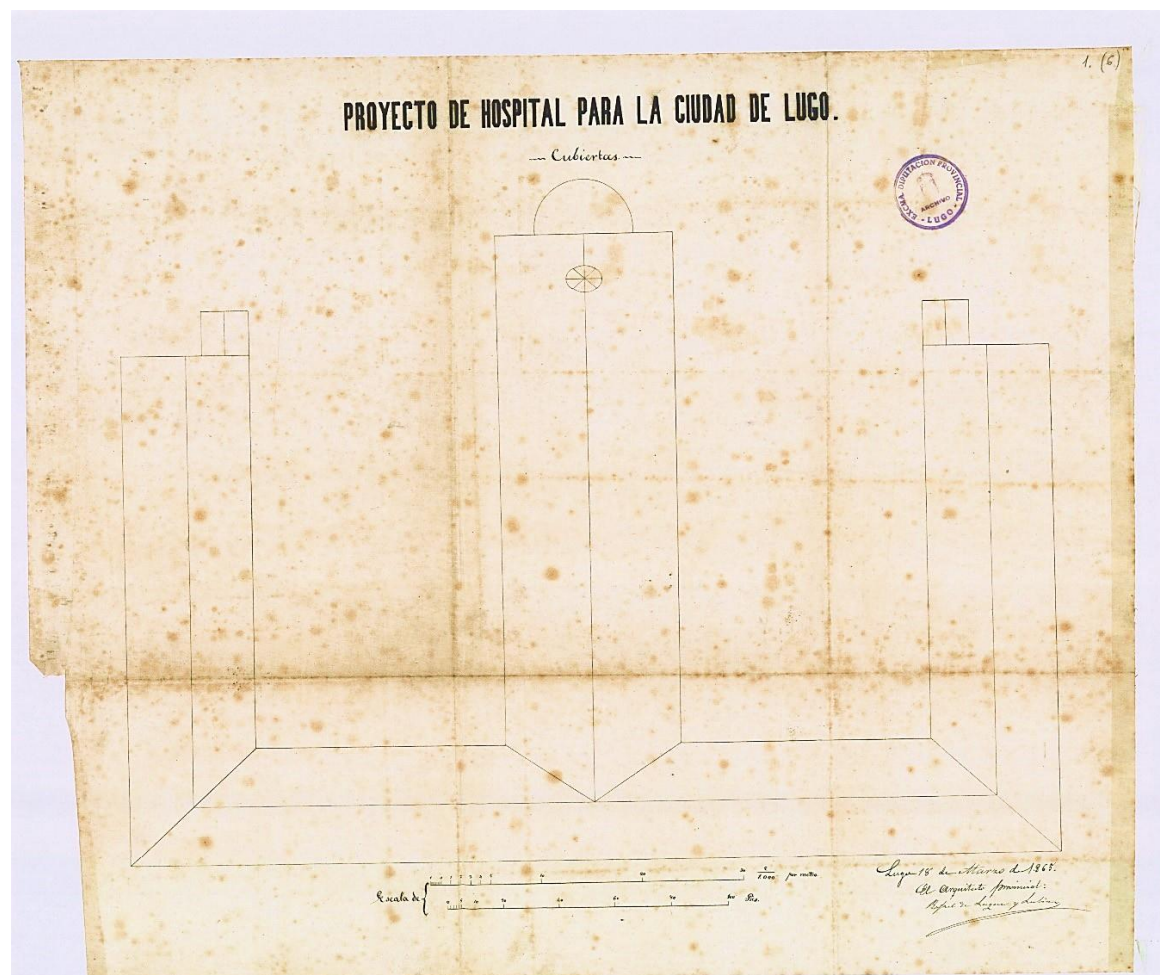 1. (6)
PROYECTO DE HOSPITAL PARA LA CIUDAD DE LUGO.
Cubiertas
EXCMA. DIPUTACION PROVINCIAL
ARCHIVO
- LUGO -
Escala de
por metro
Pies.
Lugo 18 de Marzo de 1865.
El Arquitecto provincial: